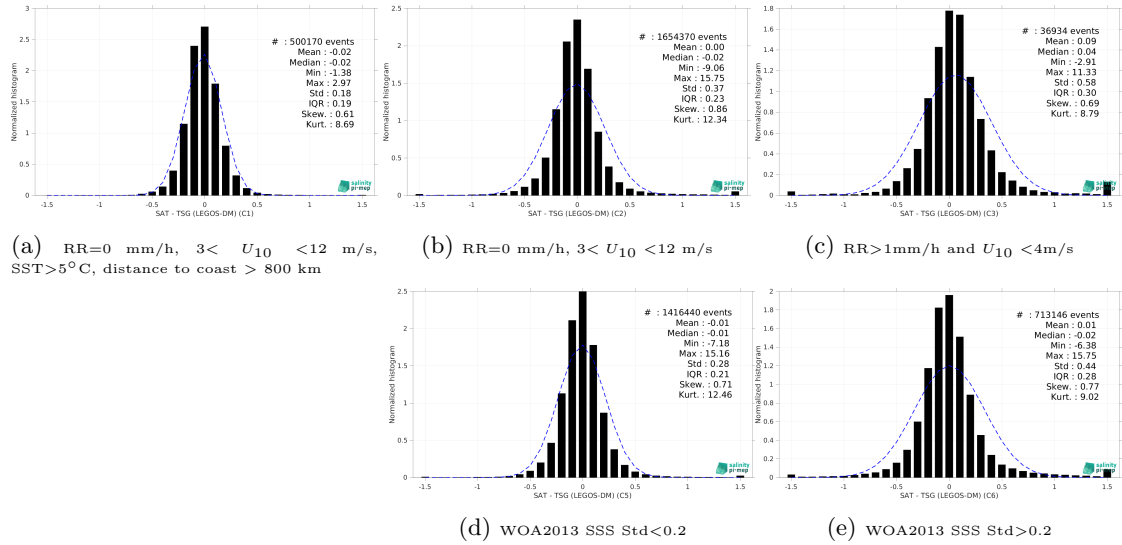 3
2.5
2
1.5
1
0.5
0
Normalized histogram
# : 500170 events
Mean : -0.02
Median : -0.02
Min : -1.38
Max : 2.97
Std : 0.18
IQR : 0.19
Skew. : 0.61
Kurt. : 8.69
salinity
pi-mep
-1.5 -1 -0.5 0 0.5 1 1.5
SAT - TSG (LEGOS-DM) (C1)
(a) RR=0 mm/h, 3< U10 <12 m/s,
SST>5°C, distance to coast > 800 km
2.5
2
1.5
1
0.5
0
Normalized histogram
# : 1654370 events
Mean : 0.00
Median : -0.02
Min : -9.06
Max : 15.75
Std : 0.37
IQR : 0.23
Skew. : 0.86
Kurt. : 12.34
salinity
pi-mep
-1.5 -1 -0.5 0 0.5 1 1.5
SAT - TSG (LEGOS-DM) (C2)
(b) RR=0 mm/h, 3< U10 <12 m/s
1.8
1.6
1.4
1.2
1
0.8
0.6
0.4
0.2
0
Normalized histogram
# : 36934 events
Mean : 0.09
Median : 0.04
Min : -2.91
Max : 11.33
Std : 0.58
IQR : 0.30
Skew. : 0.69
Kurt. : 8.79
salinity
pi-mep
-1.5 -1 -0.5 0 0.5 1 1.5
SAT - TSG (LEGOS-DM) (C3)
(c) RR>1mm/h and U10 <4m/s
2.5
2
1.5
1
0.5
0
Normalized histogram
# : 1416440 events
Mean : -0.01
Median : -0.01
Min : -7.18
Max : 15.16
Std : 0.28
IQR : 0.21
Skew. : 0.71
Kurt. : 12.46
salinity
pi-mep
-1.5 -1 -0.5 0 0.5 1 1.5
SAT - TSG (LEGOS-DM) (C5)
(d) WOA2013 SSS Std<0.2
2
1.8
1.6
1.4
1.2
1
0.8
0.6
0.4
0.2
0
Normalized histogram
# : 713146 events
Mean : 0.01
Median : -0.02
Min : -6.38
Max : 15.75
Std : 0.44
IQR : 0.28
Skew. : 0.77
Kurt. : 9.02
salinity
pi-mep
-1.5 -1 -0.5 0 0.5 1 1.5
SAT - TSG (LEGOS-DM) (C6)
(e) WOA2013 SSS Std>0.2